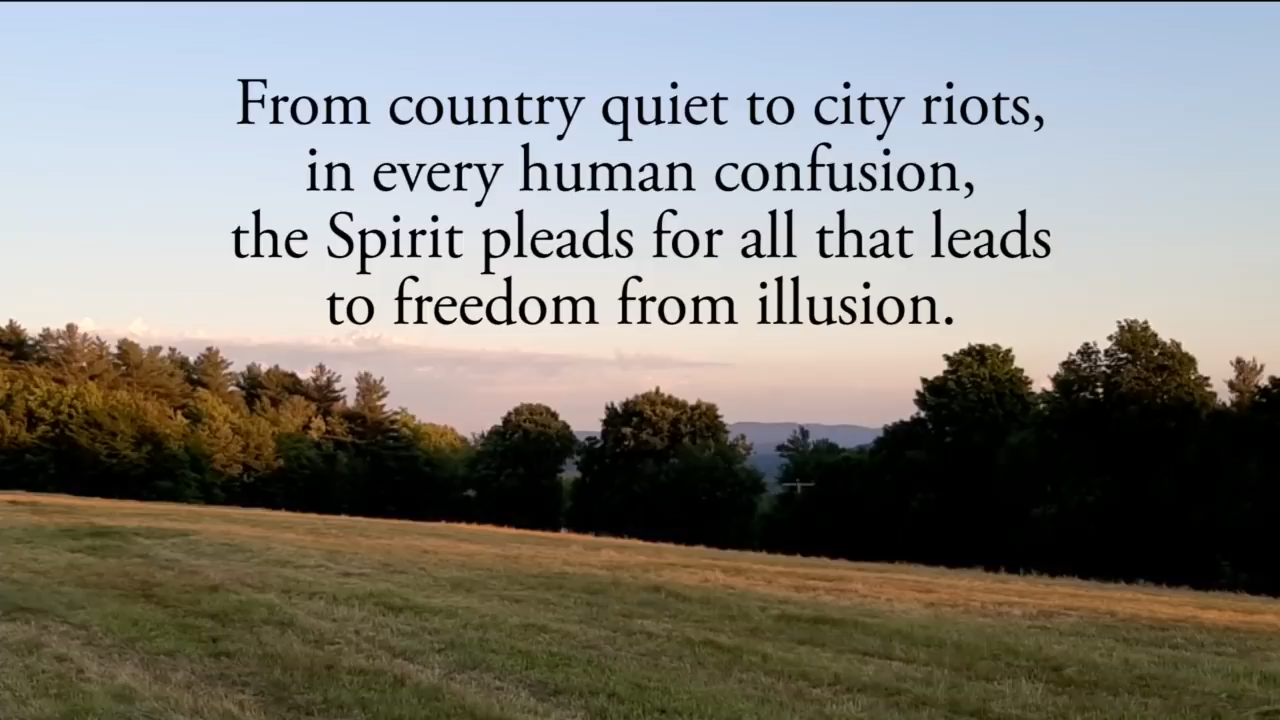 From country quiet to city riots,
in every human confusion,
the Spirit pleads for all that leads
to freedom from illusion.